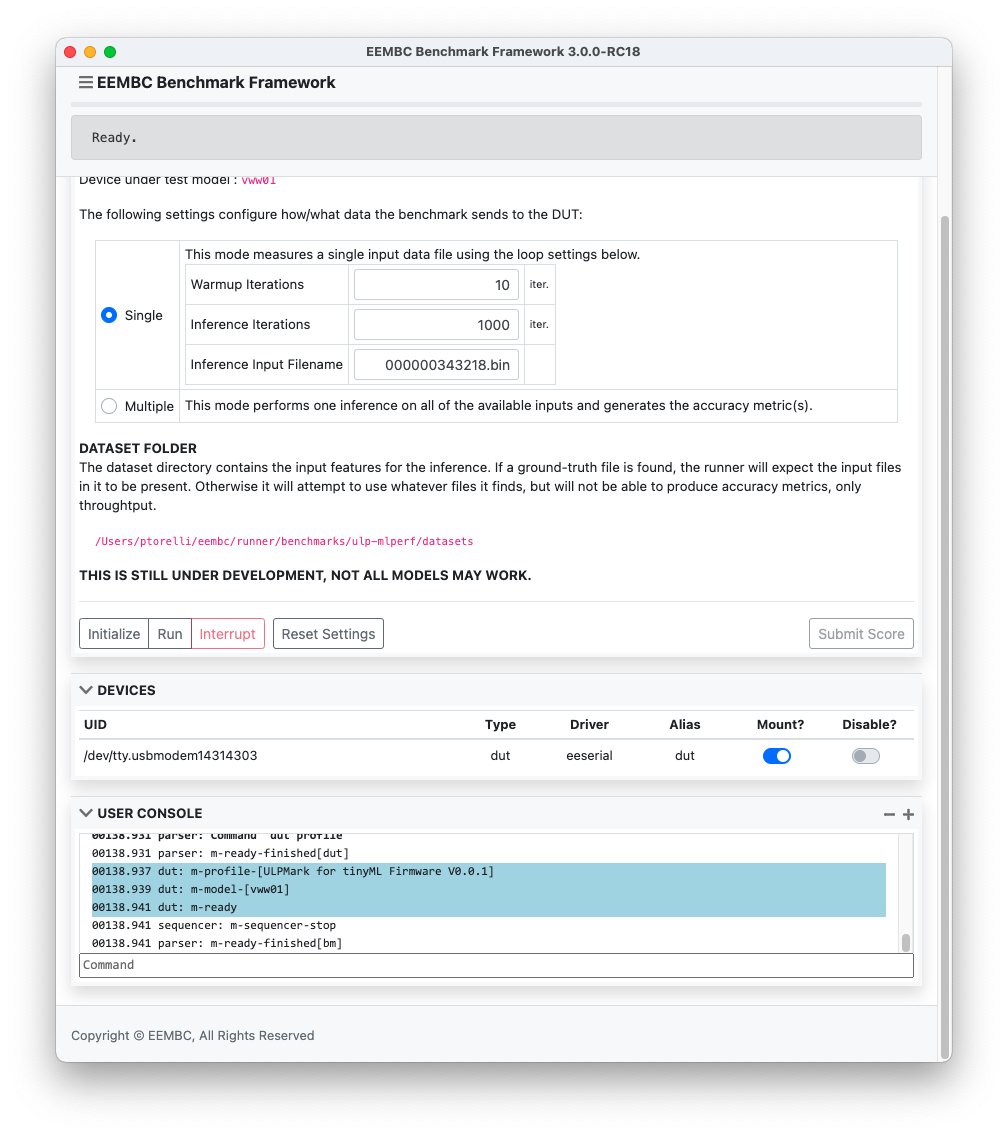 EEMBC Benchmark Framework 3.0.0-RC18
EEMBC Benchmark Framework
Ready.
Device under test model : vww01
The following settings configure how/what data the benchmark sends to the DUT:
Single
This mode measures a single input data file using the loop settings below.
Warmup Iterations 10 iter.
Inference Iterations 1000 iter.
Inference Input Filename 000000343218.bin
Multiple This mode performs one inference on all of the available inputs and generates the accuracy metric(s).
DATASET FOLDER
The dataset directory contains the input features for the inference. If a ground-truth file is found, the runner will expect the input files
in it to be present. Otherwise it will attempt to use whatever files it finds, but will not be able to produce accuracy metrics, only
throughtput.
/Users/ptorelli/eembc/runner/benchmarks/ulp-mlperf/datasets
THIS IS STILL UNDER DEVELOPMENT, NOT ALL MODELS MAY WORK.
Initialize Run Interrupt Reset Settings Submit Score
DEVICES
UID Type Driver Alias Mount? Disable?
/dev/tty.usbmodem14314303 dut eeserial dut
USER CONSOLE
00138.931 parser: Command `dut profile`
00138.931 parser: m-ready-finished[dut]
00138.937 dut: m-profile-[ULPMark for tinyML Firmware V0.0.1]
00138.939 dut: m-model-[vww01]
00138.941 dut: m-ready
00138.941 sequencer: m-sequencer-stop
00138.941 parser: m-ready-finished[bm]
Command
Copyright © EEMBC, All Rights Reserved